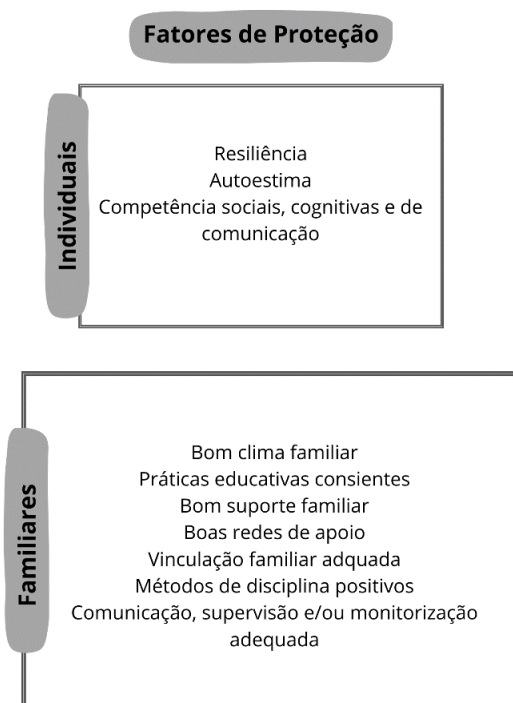 Fatores de Proteção
Individuais
Resiliência
Autoestima
Competência sociais, cognitivas e de
comunicação
Familiares
Bom clima familiar
Práticas educativas consientes
Bom suporte familiar
Boas redes de apoio
Vinculação familiar adquada
Métodos de disciplina positivos
Comunicação, supervisão e/ou monitorização
adequada